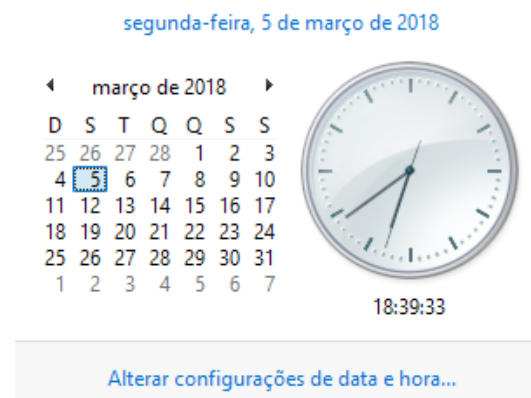 segunda-feira, 5 de março de 2018
março de 2018
D S T Q Q S S
25 26 27 28 1 2 3
4 5 6 7 8 9 10
11 12 13 14 15 16 17
18 19 20 21 22 23 24
25 26 27 28 29 30 31
1 2 3 4 5 6 7
18:39:33
Alterar configurações de data e hora...